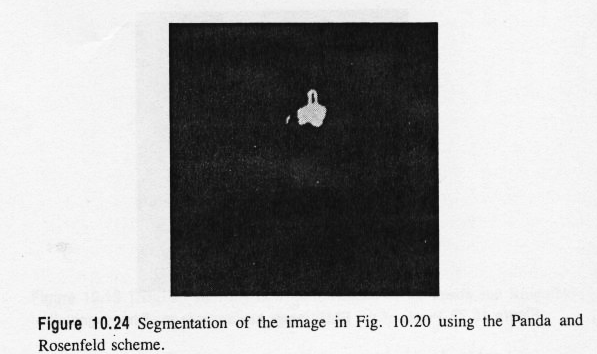 Figure 10.24 Segmentation of the image in Fig. 10.20 using the Panda and
Rosenfeld scheme.